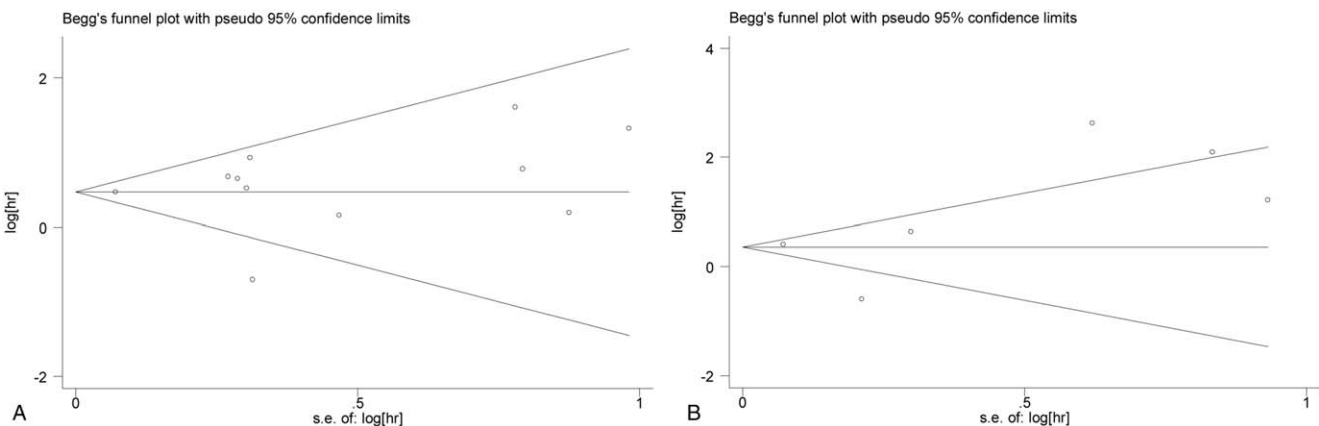 Begg's funnel plot with pseudo 95% confidence limits
2
0
-2
log[hr]
0
.5
1
s.e. of: log[hr]
A
Begg's funnel plot with pseudo 95% confidence limits
4
2
0
-2
log[hr]
0
.5
1
s.e. of: log[hr]
B